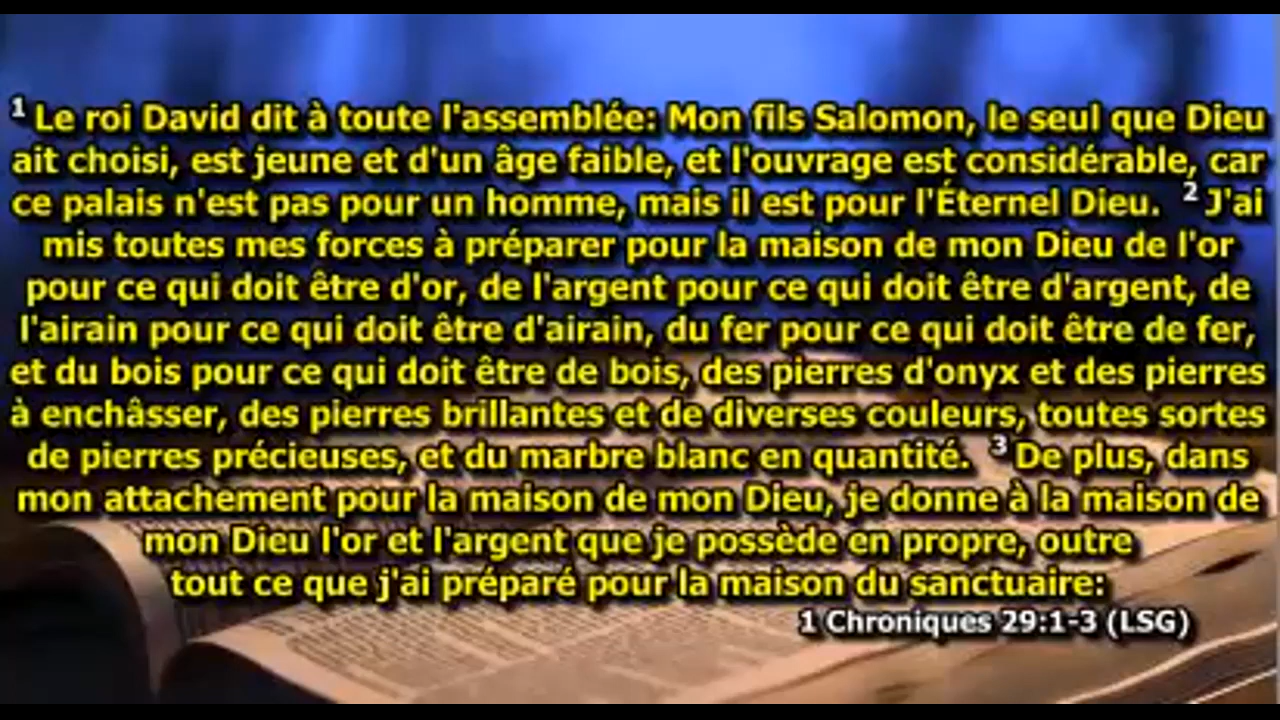 1 Le roi David dit à toute l'assemblée: Mon fils Salomon, le seul que Dieu
ait choisi, est jeune et d'un âge faible, et l'ouvrage est considérable, car
ce palais n'est pas pour un homme, mais il est pour l'Éternel Dieu. 2 J'ai
mis toutes mes forces à préparer pour la maison de mon Dieu de l'or
pour ce qui doit être d'or, de l'argent pour ce qui doit être d'argent, de
l'airain pour ce qui doit être d'airain, du fer pour ce qui doit être de fer,
et du bois pour ce qui doit être de bois, des pierres d'onyx et des pierres
à enchâsser, des pierres brillantes et de diverses couleurs, toutes sortes
de pierres précieuses, et du marbre blanc en quantité. 3 De plus, dans
mon attachement pour la maison de mon Dieu, je donne à la maison de
mon Dieu l'or et l'argent que je possède en propre, outre
tout ce que j'ai préparé pour la maison du sanctuaire:
1 Chroniques 29:1-3 (LSG)